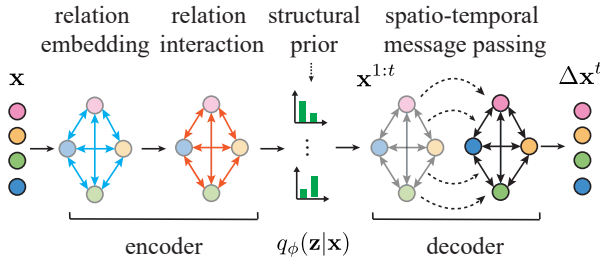 relation embedding
relation interaction
structural prior
spatio-temporal message passing
𝐱
𝐱^{1:t}
Δ𝐱^t
encoder
q_ϕ(𝐳|𝐱)
decoder